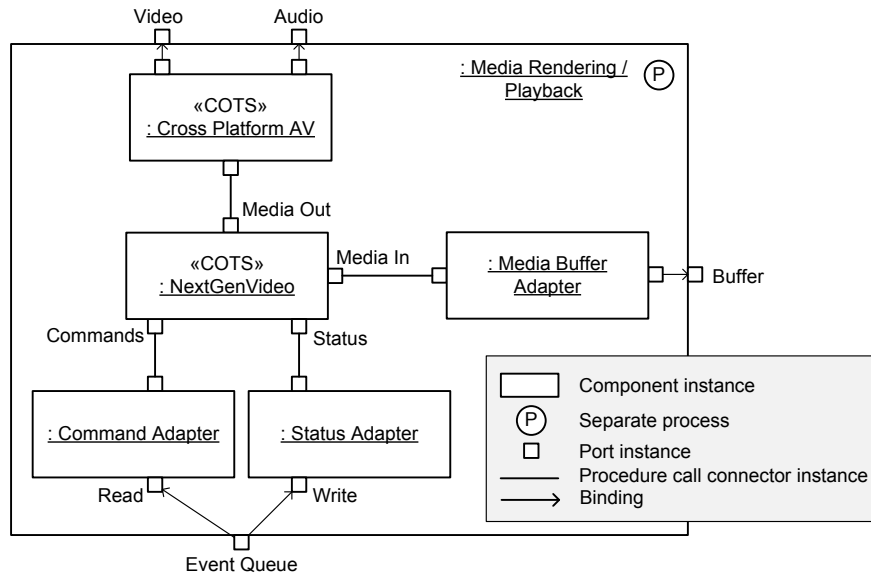 Video Audio
: Media Rendering /
Playback
P
«COTS»
: Cross Platform AV
Media Out
«COTS»
: NextGenVideo
Media In
: Media Buffer
Adapter
Buffer
Commands
Status
: Command Adapter
: Status Adapter
Read
Write
Event Queue
Component instance
P Separate process
Port instance
Procedure call connector instance
Binding